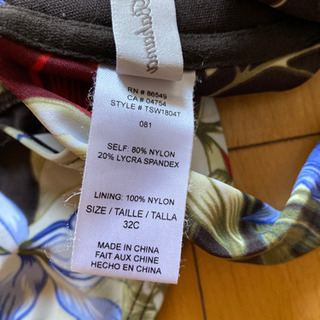 RN # 86549
CA # 04754
STYLE # TSW1804T
081
SELF: 80% NYLON
20% LYCRA SPANDEX
LINING: 100% NYLON
SIZE / TAILLE / TALLA
32C
MADE IN CHINA
FAIT AUX CHINE
HECHO EN CHINA